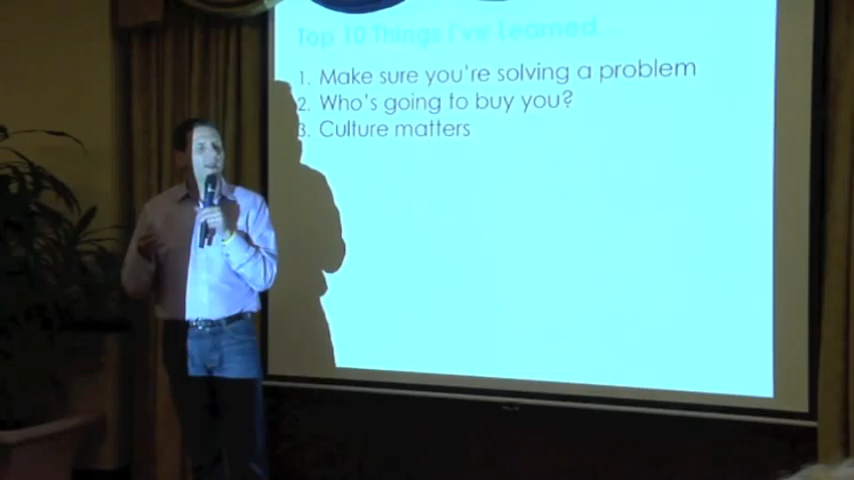 Top 10 Things I've Learned...
1. Make sure you're solving a problem
2. Who's going to buy you?
3. Culture matters